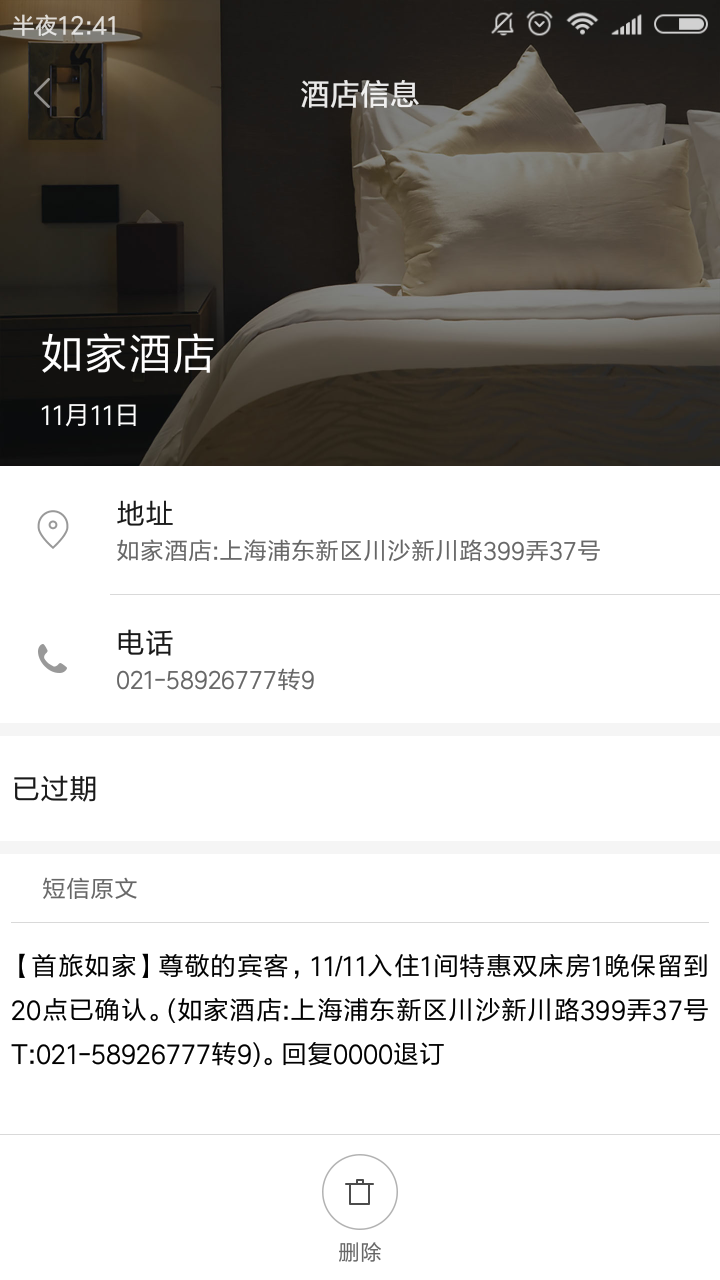 半夜12:41
酒店信息
如家酒店
11月11日
地址
如家酒店:上海浦东新区川沙新川路399弄37号
电话
021-58926777转9
已过期
短信原文
【首旅如家】尊敬的宾客，11/11入住1间特惠双床房1晚保留到
20点已确认。(如家酒店:上海浦东新区川沙新川路399弄37号
T:021-58926777转9)。回复0000退订
删除